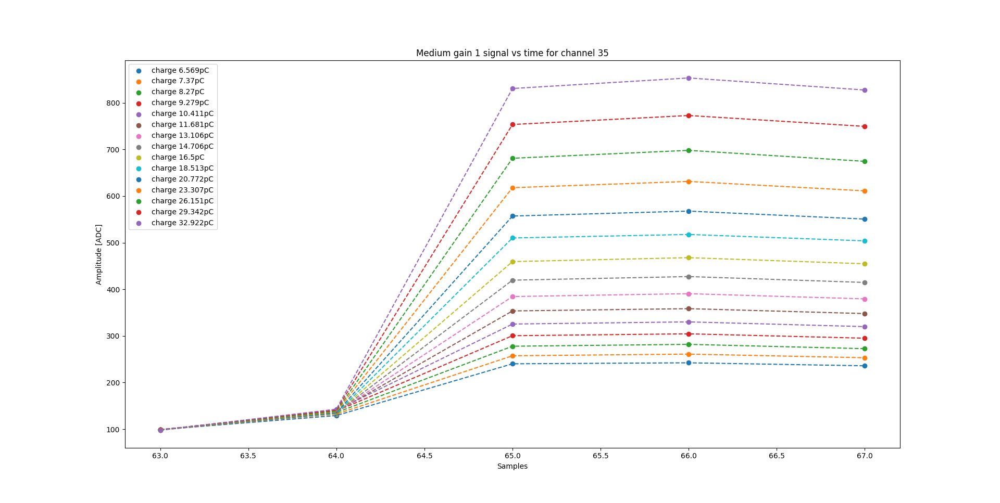 Medium gain 1 signal vs time for channel 35
charge 6.569pC
charge 7.37pC
charge 8.27pC
charge 9.279pC
charge 10.411pC
charge 11.681pC
charge 13.106pC
charge 14.706pC
charge 16.5pC
charge 18.513pC
charge 20.772pC
charge 23.307pC
charge 26.151pC
charge 29.342pC
charge 32.922pC
Amplitude [ADC]
800
700
600
500
400
300
200
100
63.0 63.5 64.0 64.5 65.0 65.5 66.0 66.5 67.0
Samples